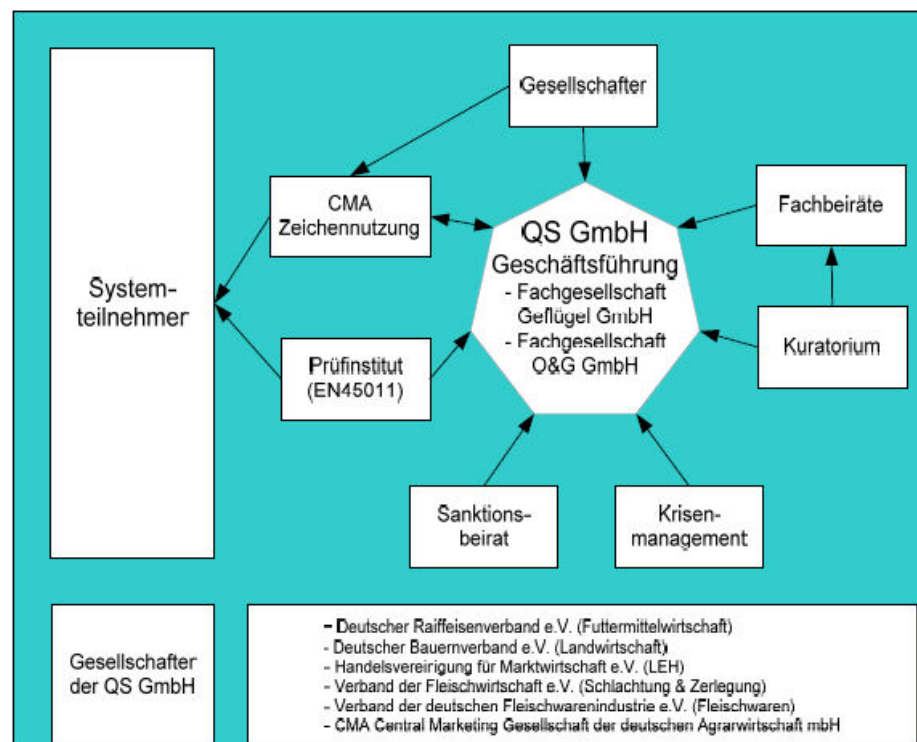 Gesellschafter
CMA
Zeichennutzung
Fachbeiräte
QS GmbH
Geschäftsführung
- Fachgesellschaft
Geflügel GmbH
- Fachgesellschaft
O&G GmbH
System-
teilnehmer
Kuratorium
Prüfinstitut
(EN45011)
Sanktions-
beirat
Krisen-
management
Gesellschafter
der QS GmbH
- Deutscher Raiffeisenverband e.V. (Futtermittelwirtschaft)
- Deutscher Bauernverband e.V. (Landwirtschaft)
- Handelsvereirigung für Marktwirtschaft e.V. (LEH)
- Verband der Fleischwirtschaft e.V. (Schlachtung & Zerlegung)
- Verband der deutschen Fleischwarenindustrie e.V. (Fleischwaren)
- CMA Central Marketing Gesellschaft der deutschen Agrarwirtschaft mbH